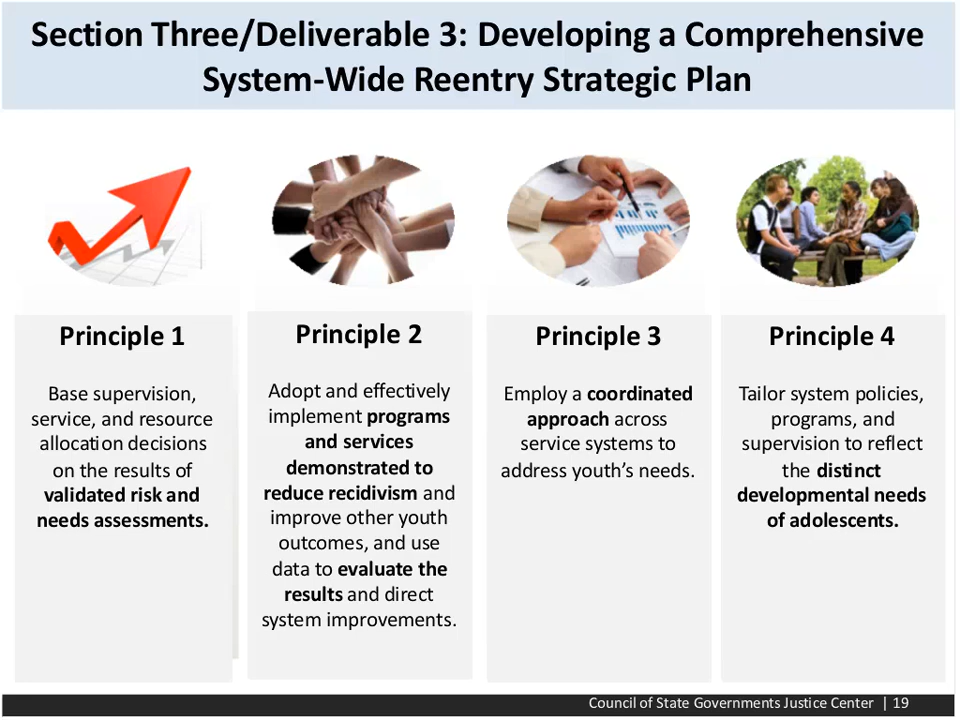 Section Three/Deliverable 3: Developing a Comprehensive
System-Wide Reentry Strategic Plan
Principle 1
Base supervision,
service, and resource
allocation decisions
on the results of
validated risk and
needs assessments.
Principle 2
Adopt and effectively
implement programs
and services
demonstrated to
reduce recidivism and
improve other youth
outcomes, and use
data to evaluate the
results and direct
system improvements.
Principle 3
Employ a coordinated
approach across
service systems to
address youth’s needs.
Principle 4
Tailor system policies,
programs, and
supervision to reflect
the distinct
developmental needs
of adolescents.
Council of State Governments Justice Center | 19